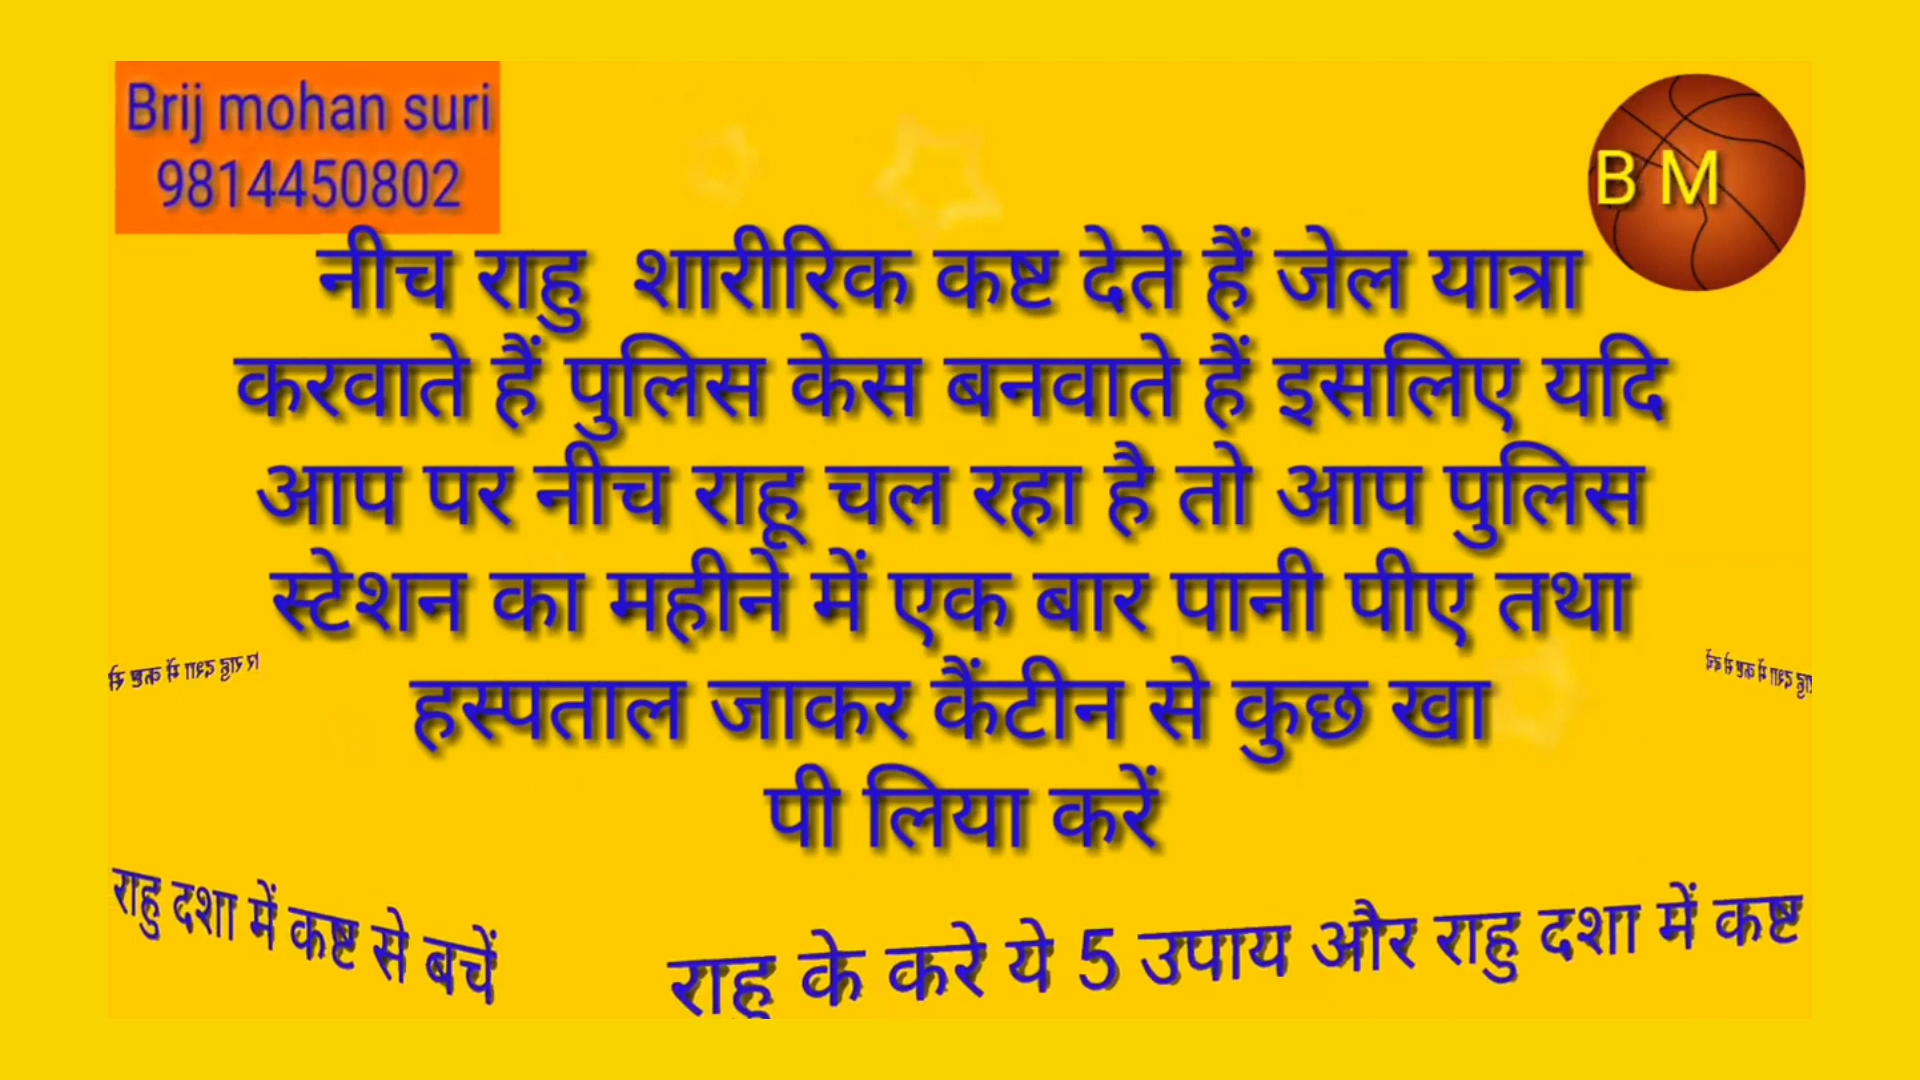 Brij mohan suri
9814450802
B M
नीच राहु शारीरिक कष्ट देते हैं जेल यात्रा
करवाते हैं पुलिस केस बनवाते हैं इसलिए यदि
आप पर नीच राहू चल रहा है तो आप पुलिस
स्टेशन का महीने में एक बार पानी पीए तथा
हस्पताल जाकर कैंटीन से कुछ खा
पी लिया करें
राहु दशा में कष्ट से बचें
राहु के करे ये 5 उपाय और राहु दशा में कष्ट